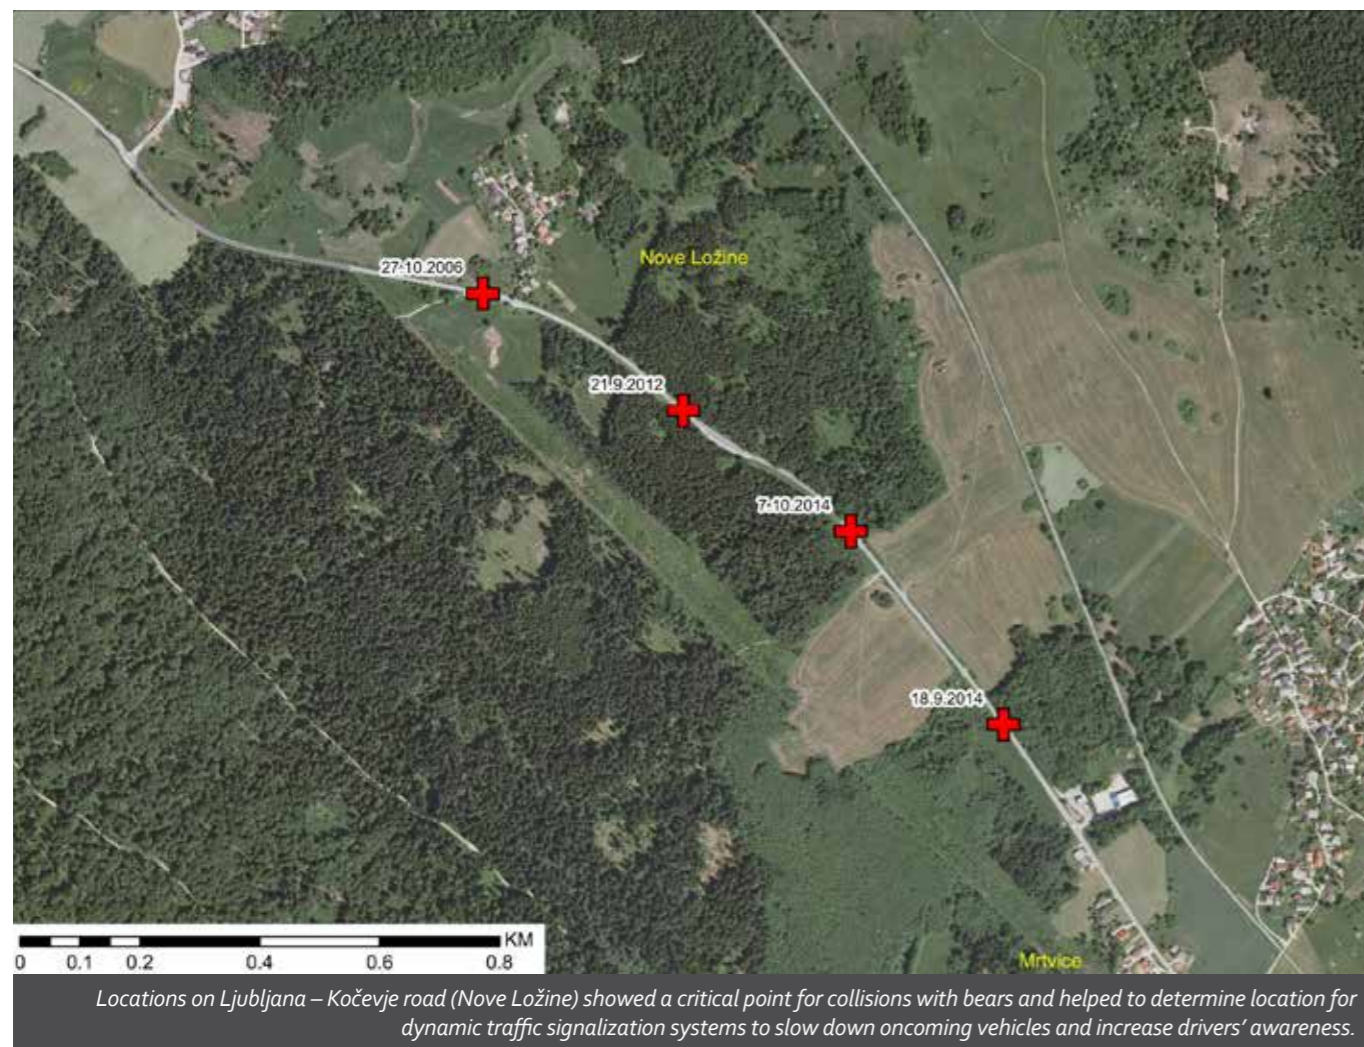 27.10.2006
Nove Ložine
21.9.2012
7.10.2014
18.9.2014
Mrtvice
KM
0 0.1 0.2 0.4 0.6 0.8
Locations on Ljubljana – Kočevje road (Nove Ložine) showed a critical point for collisions with bears and helped to determine location for
dynamic traffic signalization systems to slow down oncoming vehicles and increase drivers’ awareness.